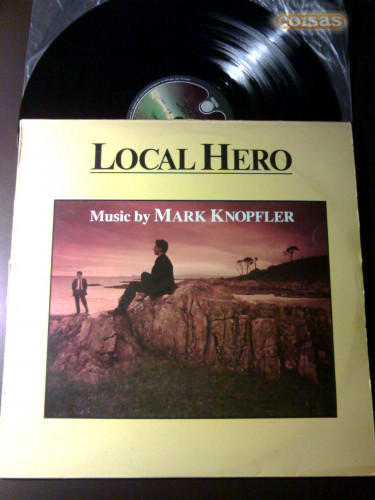 coisas
LOCAL HERO
Music by MARK KNOPFLER